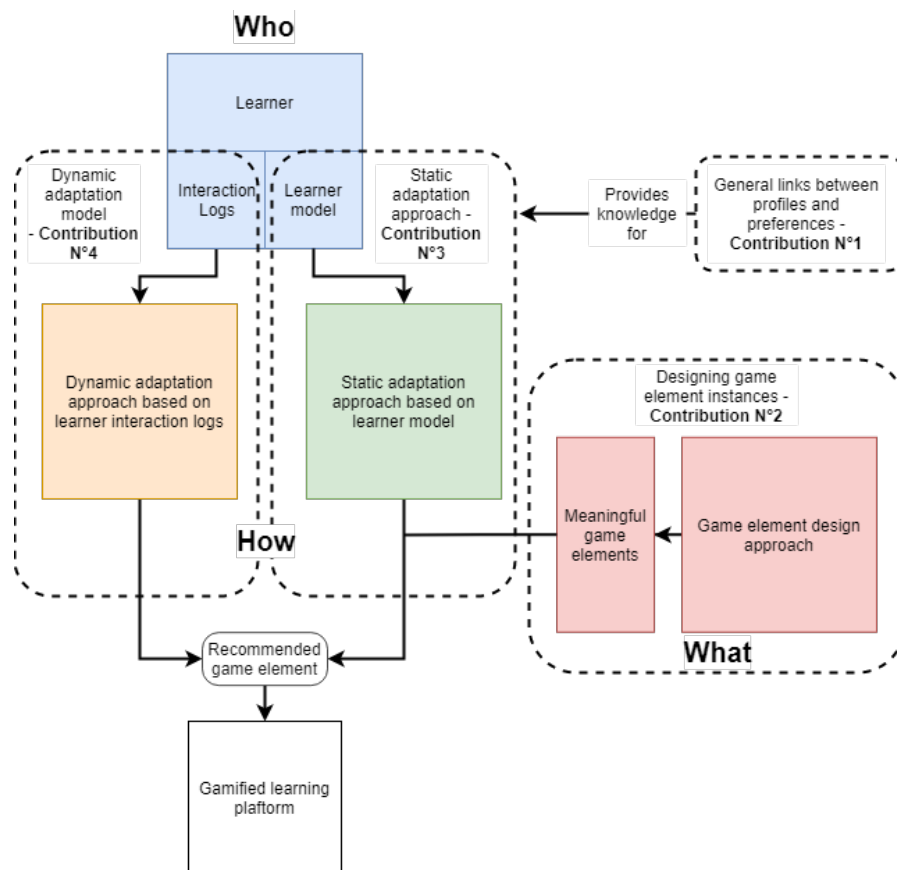 Who
Learner
Interaction
Logs
Learner
model
Dynamic
adaptation
model
- Contribution
N°4
Static
adaptation
approach -
Contribution
N°3
Provides
knowledge
for
General links between
profiles and
preferences -
Contribution N°1
Dynamic adaptation
approach based on
learner interaction logs
Static adaptation
approach based on
learner model
Designing game
element instances -
Contribution N°2
Meaningful
game
elements
Game element design
approach
How
What
Recommended
game element
Gamified learning
plaftorm